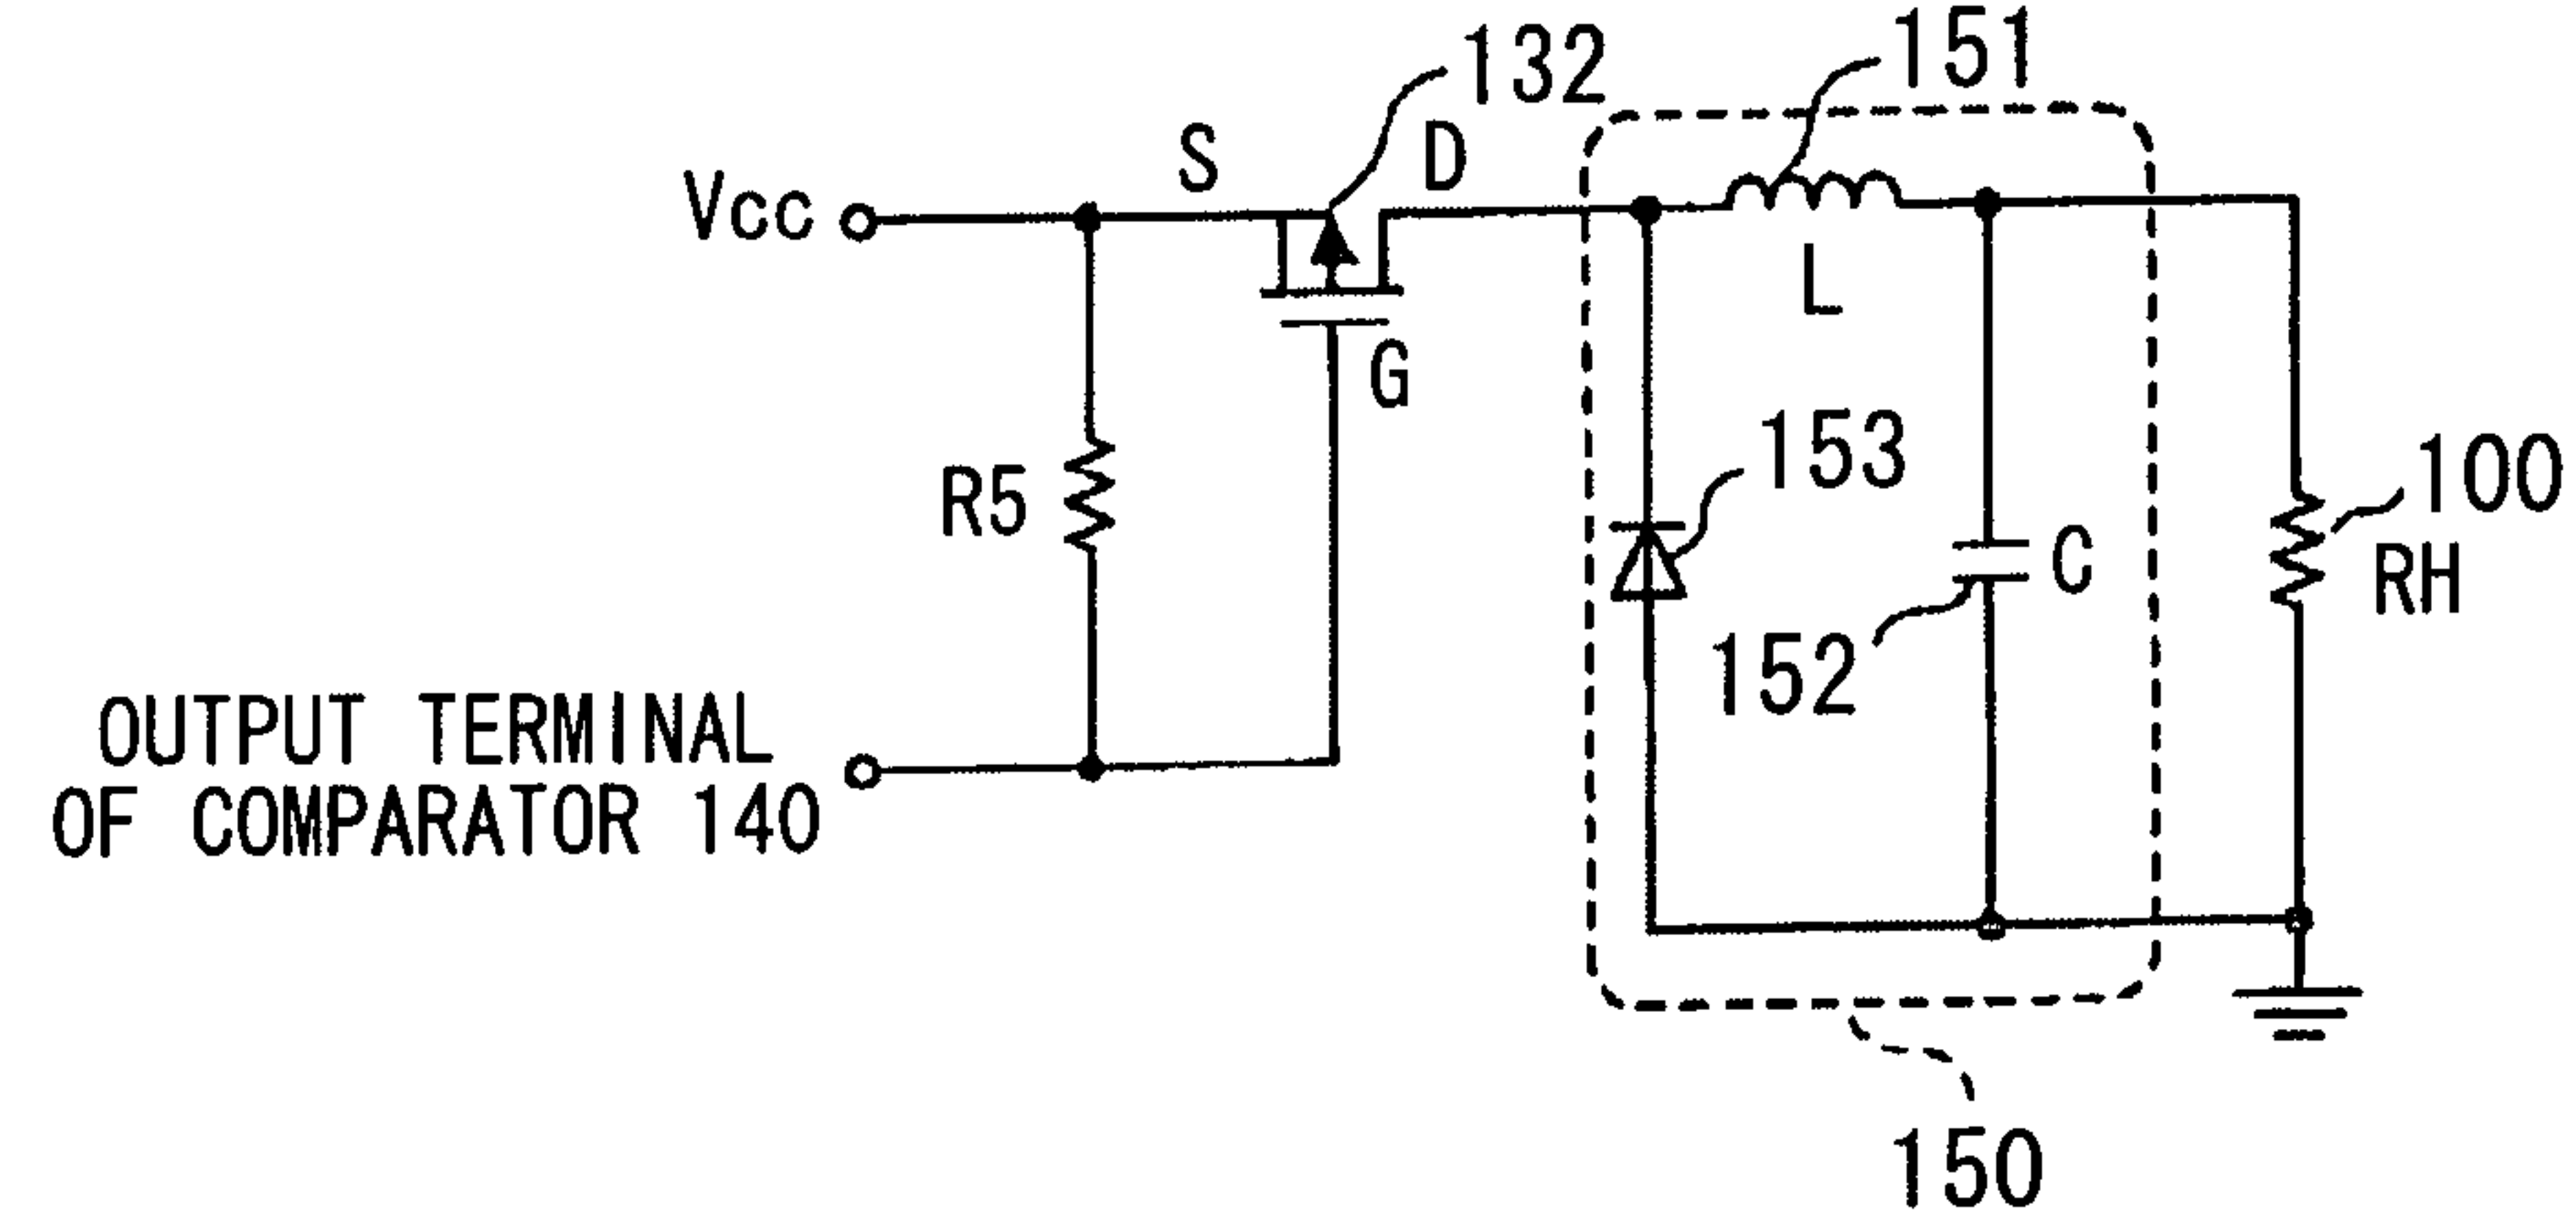 151
132
S
D
Vcc
L
G
153
R5
100
C
RH
152
OUTPUT TERMINAL
OF COMPARATOR 140
150